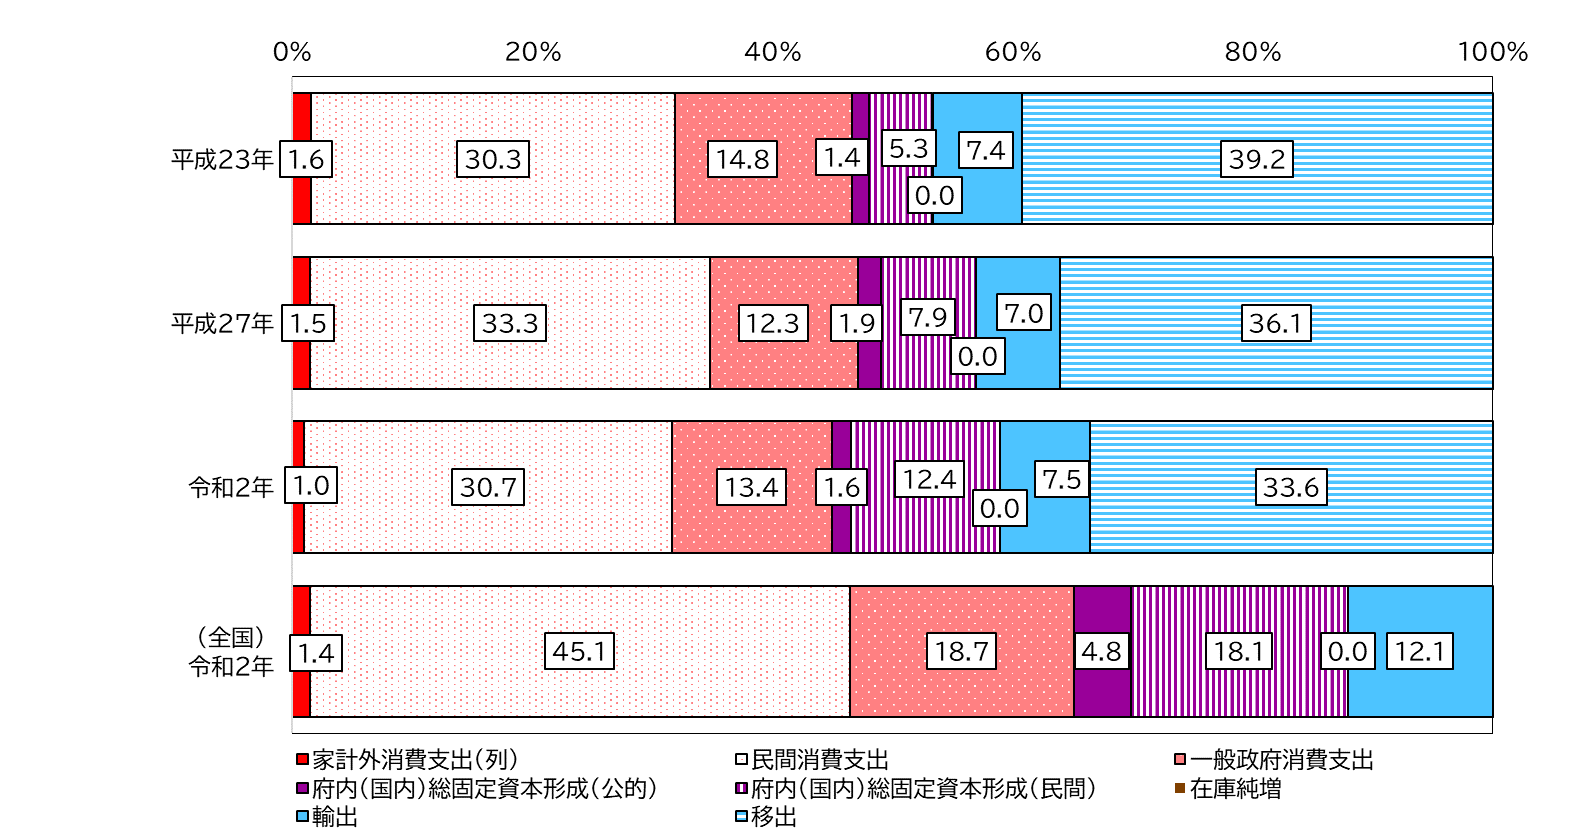 0% 20% 40% 60% 80% 100%
平成23年 1.6 30.3 14.8 1.4 5.3 0.0 7.4 39.2
平成27年 1.5 33.3 12.3 1.9 7.9 0.0 7.0 36.1
令和2年 1.0 30.7 13.4 1.6 12.4 0.0 7.5 33.6
(全国)
令和2年 1.4 45.1 18.7 4.8 18.1 0.0 12.1
家計外消費支出(列) 民間消費支出 一般政府消費支出
府内(国内)総固定資本形成(公的) 府内(国内)総固定資本形成(民間) 在庫純増
輸出 移出